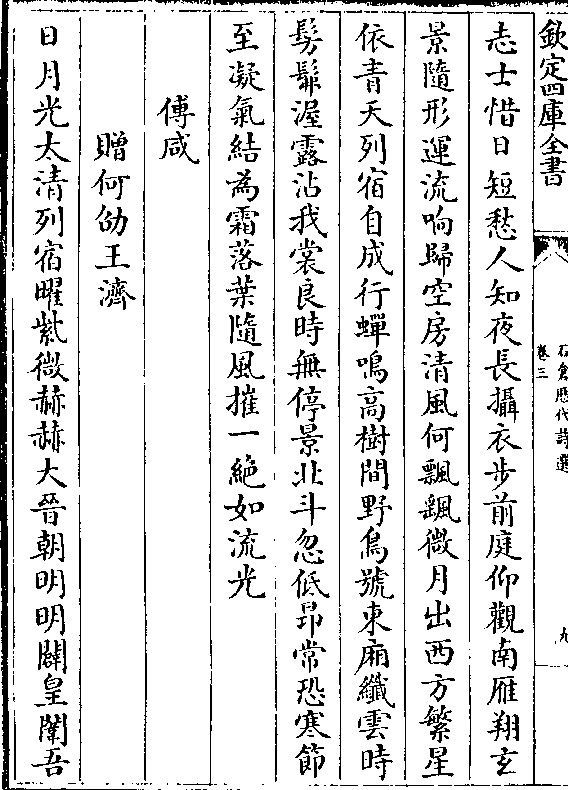 欽定四庫全書
石倉歷代詩選
卷三
九
志士惜日短愁人知夜長攝衣步前庭仰觀南雁翔玄
景隨形運流响歸空房清風何飄颻微月出西方繁星
依青天列宿自成行蟬鳴高樹間野鳥號東廂纖雲時
髣髴渥露沾我裳良時無停景北斗忽低昂常恐寒節
至凝氣結為霜落葉隨風摧一絶如流光
傅咸
贈何劭王濟
日月光太清列宿曜紫微赫赫大晉朝明明闢皇闈吾